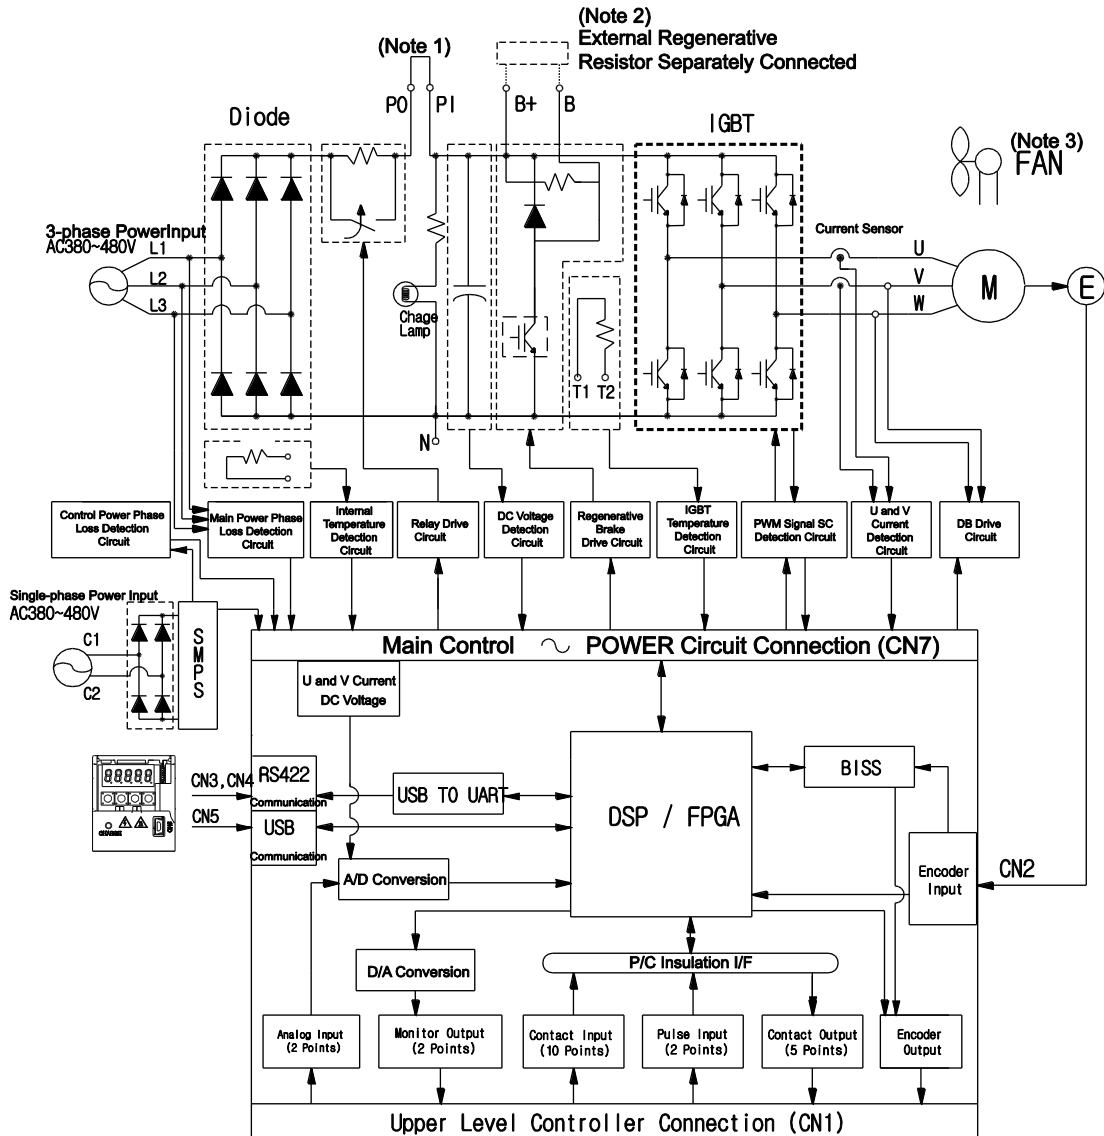 (Note 2)
External Regenerative
Resistor Separately Connected
(Note 1)
P0
PI
B+
B
Diode
IGBT
(Note 3)
FAN
3-phase PowerInput
AC380~480V
L1
L2
L3
Current Sensor
U
V
W
M
E
Chage
Lamp
T1 T2
N
Control Power Phase
Loss Detection
Circuit
Main Power Phase
Loss Detection
Circuit
Internal
Temperature
Detection
Circuit
Relay Drive
Circuit
DC Voltage
Detection
Circuit
Regenerative
Brake
Drive Circuit
IGBT
Temperature
Detection
Circuit
PWM Signal SC
Detection Circuit
U and V
Current
Detection
Circuit
DB Drive
Circuit
Single-phase Power Input
AC380~480V
C1
C2
SMPS
Main Control ~ POWER Circuit Connection (CN7)
U and V Current
DC Voltage
CN3,CN4
CN5
CHARGE
RS422
Communication
USB
Communication
USB TO UART
DSP / FPGA
BISS
A/D Conversion
Encoder
Input
CN2
D/A Conversion
P/C Insulation I/F
Analog Input
(2 Points)
Monitor Output
(2 Points)
Contact Input
(10 Points)
Pulse Input
(2 Points)
Contact Output
(5 Points)
Encoder
Output
Upper Level Controller Connection (CN1)